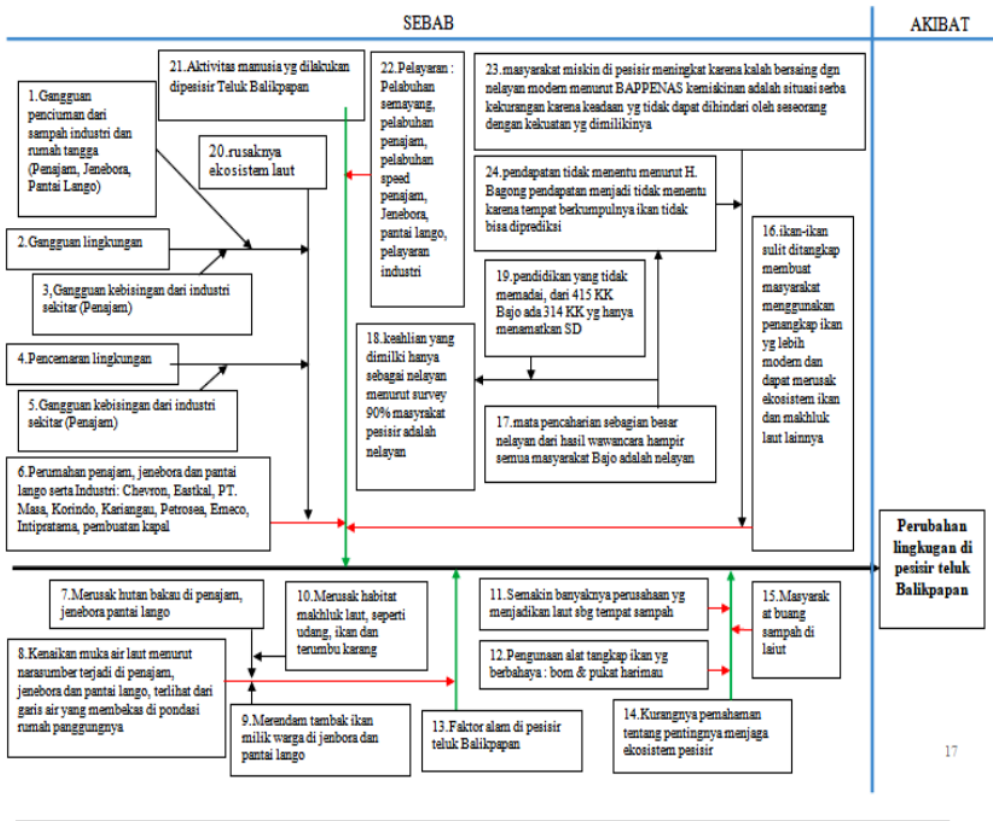 SEBAB
AKIBAT
21.Aktivitas manusia yg dilakukan
dipesisir Teluk Balikpapan
22.Pelayaran :
Pelabuhan
semayang,
pelabuhan
penajam,
pelabuhan
speed
penajam,
Jenebora,
pantai lango,
pelayaran
industri
23.masyarakat miskin di pesisir meningkat karena kalah bersaing dgn
nelayan modern menurut BAPPENAS kemiskinan adalah situasi serba
kekurangan karena keadaan yg tidak dapat dihindari oleh seseorang
dengan kekuatan yg dimilikinya
1.Gangguan
penciuman dari
sampah industri dan
rumah tangga
(Penajam, Jenebora,
Pantai Lango)
20.rusaknya
ekosistem laut
24.pendapatan tidak menentu menurut H.
Bagong pendapatan menjadi tidak menentu
karena tempat berkumpulnya ikan tidak
bisa diprediksi
2.Gangguan lingkungan
3,Gangguan kebisingan dari industri
sekitar (Penajam)
19.pendidikan yang tidak
memadai, dari 415 KK
Bajo ada 314 KK yg hanya
menamatkan SD
16.ikan-ikan
sulit ditangkap
membuat
masyarakat
menggunakan
penangkap ikan
yg lebih
modern dan
dapat merusak
ekosistem ikan
dan makhluk
laut lainnya
4.Pencemaran lingkungan
5.Gangguan kebisingan dari industri
sekitar (Penajam)
18.keahlian yang
dimilki hanya
sebagai nelayan
menurut survey
90% masyrakat
pesisir adalah
nelayan
17.mata pencaharian sebagian besar
nelayan dari hasil wawancara hampir
semua masyarakat Bajo adalah nelayan
6.Perumahan penajam, jenebora dan pantai
lango serta Industri: Chevron, Eastkal, PT.
Masa, Korindo, Kariangau, Petrosea, Emeco,
Intipratama, pembuatan kapal
Perubahan
lingkugan di
pesisir teluk
Balikpapan
7.Merusak hutan bakau di penajam,
jenebora pantai lango
10.Merusak habitat
makhluk laut, seperti
udang, ikan dan
terumbu karang
11.Semakin banyaknya perusahaan yg
menjadikan laut sbg tempat sampah
15.Masyarak
at buang
sampah di
laiut
8.Kenaikan muka air laut menurut
narasumber terjadi di penajam,
jenebora dan pantai lango, terlihat dari
garis air yang membekas di pondasi
rumah panggungnya
12.Pengunaan alat tangkap ikan yg
berbahaya : bom & pukat harimau
9.Merendam tambak ikan
milik warga di jenbora dan
pantai lango
13.Faktor alam di pesisir
teluk Balikpapan
14.Kurangnya pemahaman
tentang pentingnya menjaga
ekosistem pesisir
17